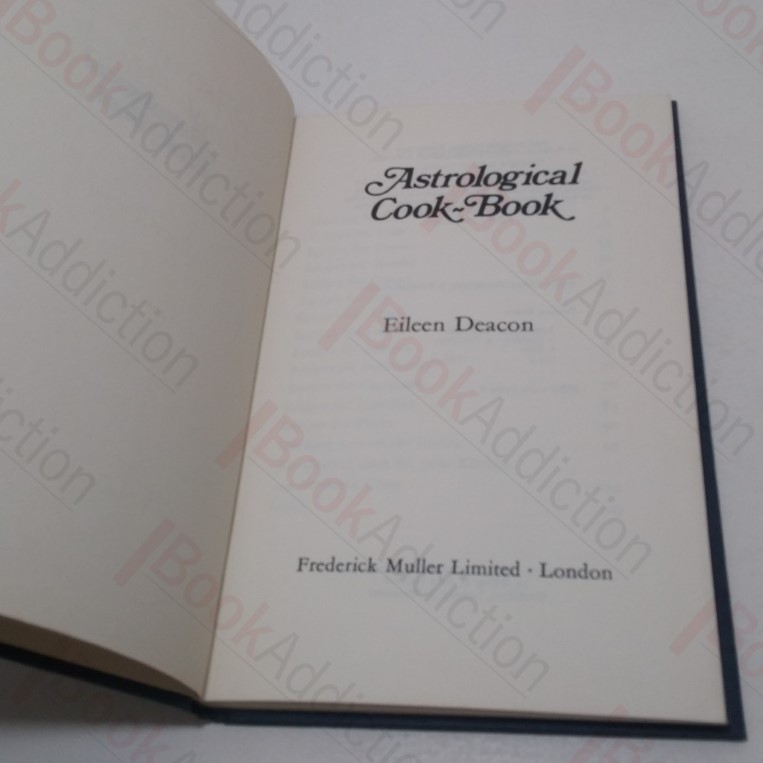 Astrological
Cook-Book
Eileen Deacon
Frederick Muller Limited · London
BookAddiction